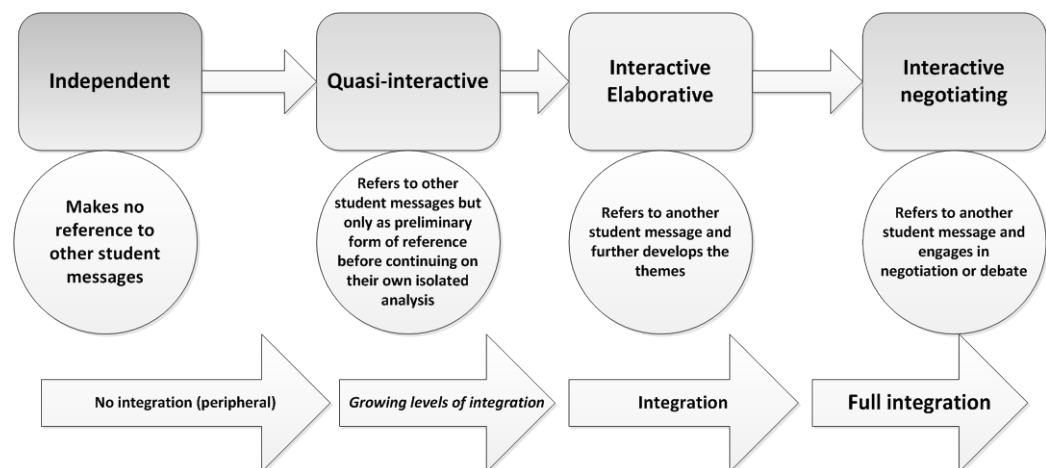 Independent
Quasi-interactive
Interactive
Elaborative
Interactive
negotiating
Makes no
reference to
other student
messages
Refers to other
student messages but
only as preliminary
form of reference
before continuing on
their own isolated
analysis
Refers to another
student message and
further develops the
themes
Refers to another
student message and
engages in
negotiation or debate
No integration (peripheral)
Growing levels of integration
Integration
Full integration